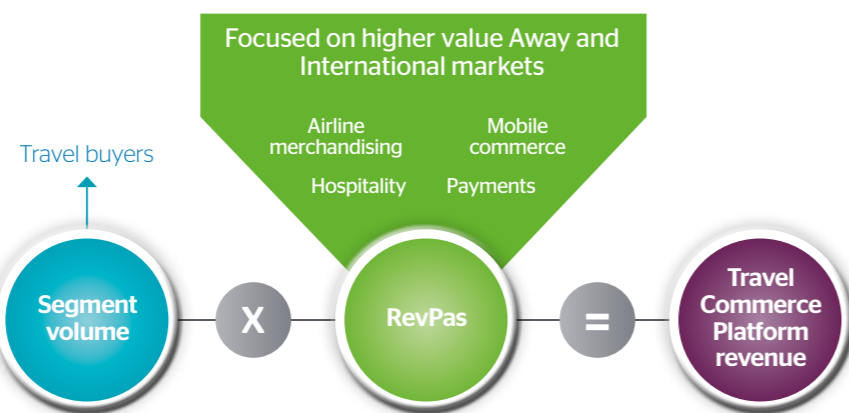 Focused on higher value Away and
International markets
Airline
merchandising
Mobile
commerce
Hospitality
Payments
Travel buyers
Segment
volume
X
RevPas
=
Travel
Commerce
Platform
revenue